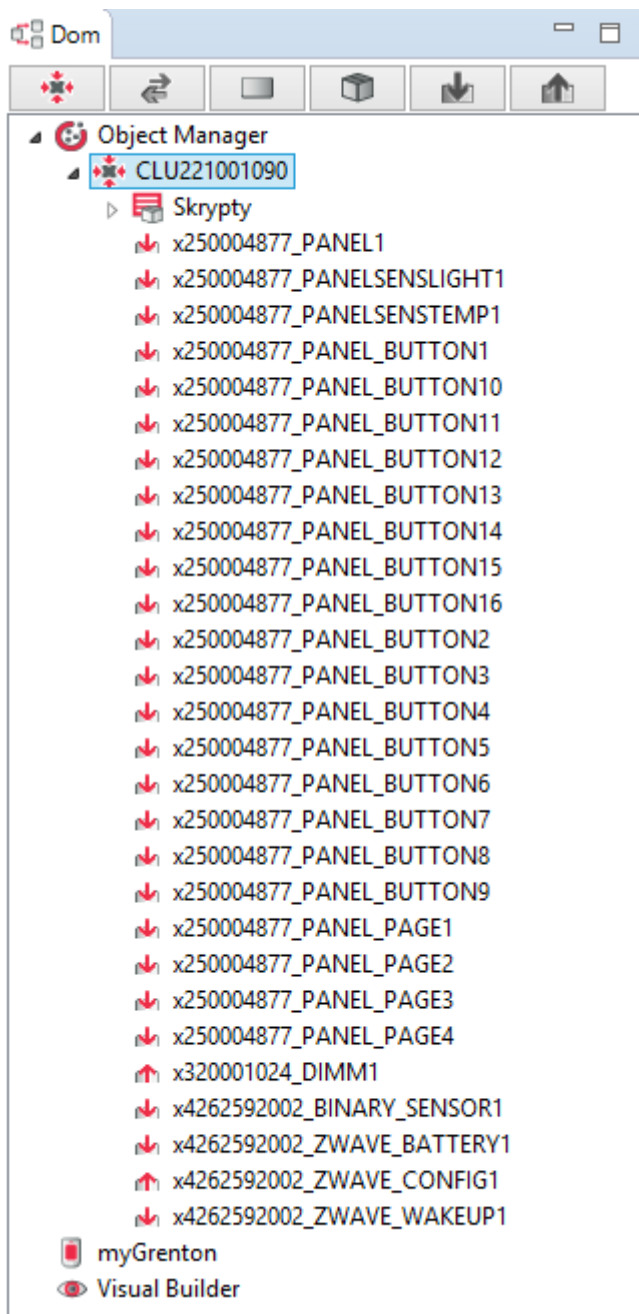 Dom
Object Manager
CLU221001090
Skrypty
x250004877_PANEL1
x250004877_PANELSENSLIGHT1
x250004877_PANELSENSTEMP1
x250004877_PANEL_BUTTON1
x250004877_PANEL_BUTTON10
x250004877_PANEL_BUTTON11
x250004877_PANEL_BUTTON12
x250004877_PANEL_BUTTON13
x250004877_PANEL_BUTTON14
x250004877_PANEL_BUTTON15
x250004877_PANEL_BUTTON16
x250004877_PANEL_BUTTON2
x250004877_PANEL_BUTTON3
x250004877_PANEL_BUTTON4
x250004877_PANEL_BUTTON5
x250004877_PANEL_BUTTON6
x250004877_PANEL_BUTTON7
x250004877_PANEL_BUTTON8
x250004877_PANEL_BUTTON9
x250004877_PANEL_PAGE1
x250004877_PANEL_PAGE2
x250004877_PANEL_PAGE3
x250004877_PANEL_PAGE4
x320001024_DIMM1
x4262592002_BINARY_SENSOR1
x4262592002_ZWAVE_BATTERY1
x4262592002_ZWAVE_CONFIG1
x4262592002_ZWAVE_WAKEUP1
myGrenton
Visual Builder